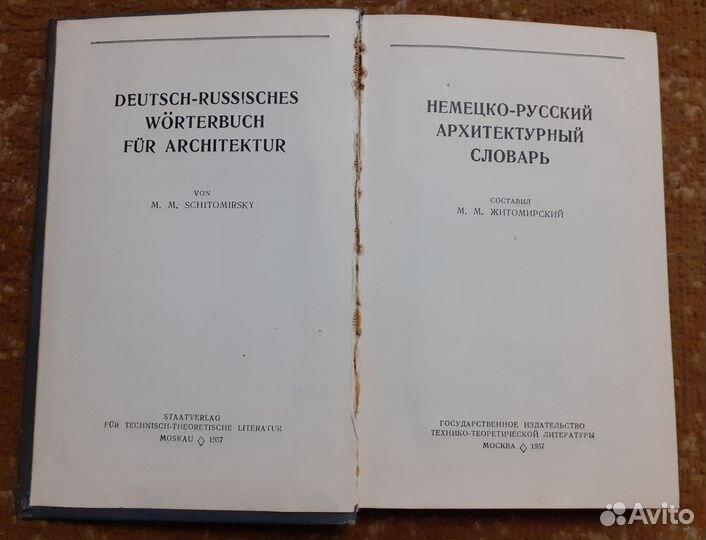 DEUTSCH-RUSSISCHES
WÖRTERBUCH
FÜR ARCHITEKTUR
VON
M. M. SCHITOMIRSKY
STAATVERLAG
FÜR TECHNISCH-THEORETISCHE LITERATUR
MOSKAU ◇ 1957
НЕМЕЦКО-РУССКИЙ
АРХИТЕКТУРНЫЙ
СЛОВАРЬ
СОСТАВИЛ
М. М. ЖИТОМИРСКИЙ
ГОСУДАРСТВЕННОЕ ИЗДАТЕЛЬСТВО
ТЕХНИКО-ТЕОРЕТИЧЕСКОЙ ЛИТЕРАТУРЫ
МОСКВА ◇ 1957
Avito